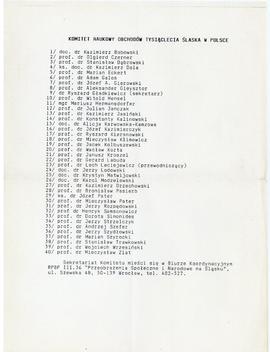 KOMITET NAUKOWY OBCHODÓW TYSIĄCLECIA ŚLĄSKA W POLSCE
1/ doc. dr Kazimierz Bobowski
2/ prof. dr Olgierd Czerner
3/ prof. dr Stanisław Dąbrowski
4/ ks. doc. dr Kazimierz Dola
5/ prof. dr Marian Eckert
6/ prof. dr Adam Galos
7/ prof. dr Józef A. Gierowski
8/ prof. dr Aleksander Gieysztor
9/ dr Ryszard Gładkiewicz (sekretarz)
10/ prof. dr Witold Hensel
11/ mgr Mariusz Hermansdorfer
12/ prof. dr Julian Janczak
13/ prof. dr Kazimierz Jasiński
14/ prof. dr Konstanty Kalinowski
15/ doc. dr Alicja Karłowska-Kamzowa
16/ prof. dr Józef Kaźmierczyk
17/ prof. dr Ryszard Kiersnowski
18/ prof. dr Mieczysław Klimowicz
19/ prof. dr Jacek Kolbuszewski
20/ prof. dr Wacław Korta
21/ prof. dr Janusz Kroszel
22/ prof. dr Gerard Labuda
23/ prof. dr Lech Leciejewicz (przewodniczący)
24/ doc. dr Jerzy Lodowski
25/ doc. dr Krystyn Matwijowski
26/ doc. dr Karol Modzelewski
27/ prof. dr Kazimierz Orzechowski
28/ prof. dr Bronisław Pasierb
29/ ks. dr Józef Pater
30/ prof. dr Mieczysław Pater
31/ prof. dr Jerzy Rozpędowski
32/ prof. dr Henryk Samsonowicz
33/ prof. dr Dorota Simonides
34/ prof. dr Jerzy Strzelczyk
35/ prof. dr Andrzej Szefer
36/ prof. dr Jerzy Szydłowski
37/ prof. dr Marian Szyrocki
38/ prof. dr Stanisław Trawkowski
39/ prof. dr Wojciech Wrzesiński
40/ prof. dr Mieczysław Zlat
Sekretariat Komitetu mieści się w Biurze Koordynacyjnym
RPBP III.36 "Przeobrażenia Społeczne i Narodowe na Śląsku",
ul. Szewska 48, 50-139 Wrocław, tel. 402-527.